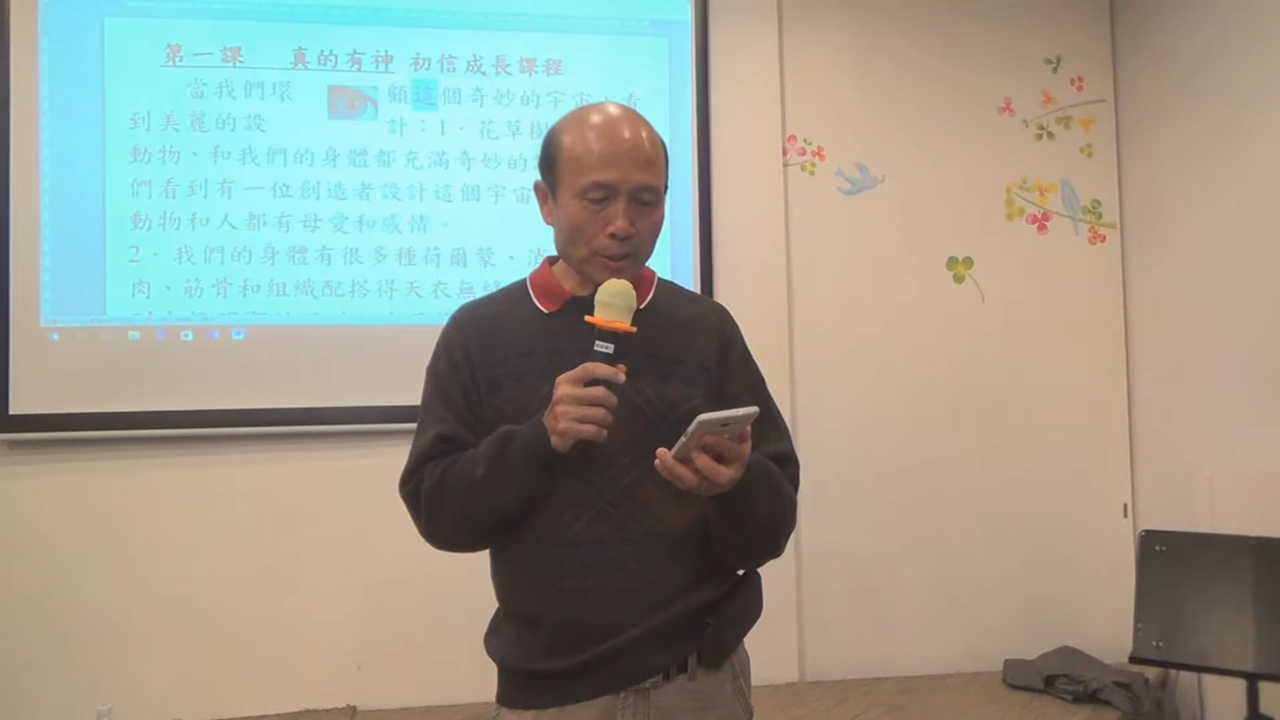 第一課 真的有神 初信成長課程
當我們環 顧這個奇妙的宇宙、看
到美麗的設 計：1．花草樹
動物、和我們的身體都充滿奇妙的
們看到有一位創造者設計這個宇宙
動物和人都有母愛和感情。
2．我們的身體有很多種荷爾蒙、消
肉、筋骨和組織配搭得天衣無縫